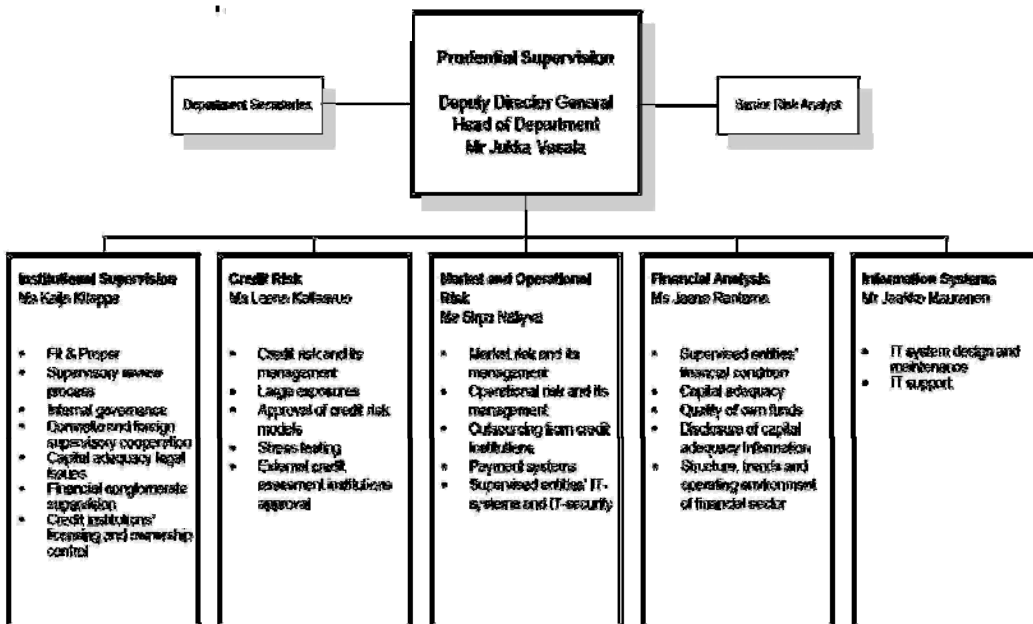 Prudential Supervision
Deputy Director General
Head of Department
Mr Jukka Vesala
Department Secretaries
Senior Risk Analyst
Institutional Supervision
Ms Kaija
• Fit & Proper
• Supervisory review
process
• Internal governance
• Domestic and foreign
supervisory cooperation
• Capital adequacy legal
issues
• Financial conglomerate
supervision
• Credit institutions'
licensing and ownership
control
Credit Risk
Ms Leena
• Credit risk and its
management
• Large exposures
• Approval of credit risk
models
• Stress testing
• External credit
assessment institutions
approval
Market and Operational
Risk
Ms
• Market risk and its
management
• Operational risk and its
management
• Outsourcing from credit
institutions
• Payment systems
• Supervised entities' IT-
systems and IT-security
Financial Analysis
Ms Jaana Rantama
• Supervised entities'
financial condition
• Capital adequacy
• Quality of own funds
• Disclosure of capital
adequacy information
• Structure, trends and
operating environment
of financial sector
Information Systems
Mr Jaakko
• IT system design and
maintenance
• IT support